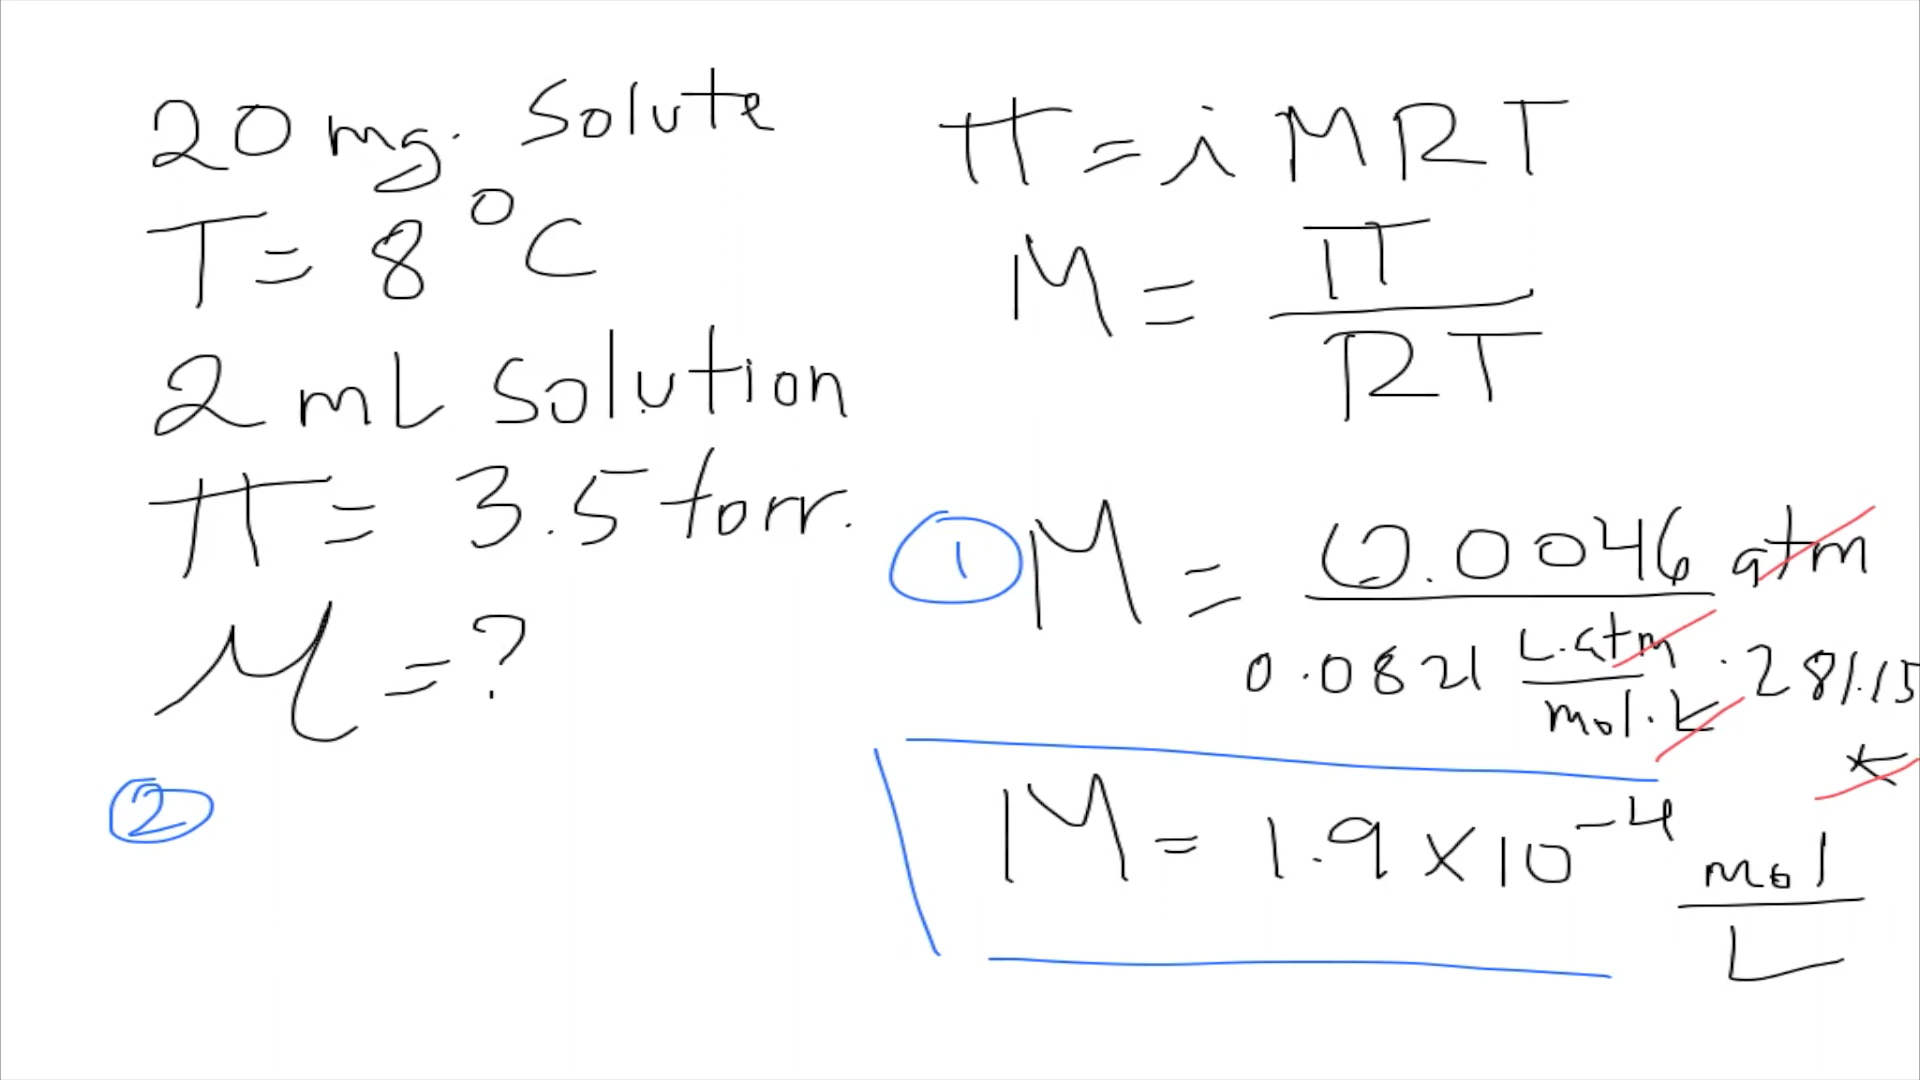 20 mg. Solute
T = 8 °C
2 mL solution
π = 3.5 torr.
M = ?
②
π = i M R T
M = π / RT
① M = 0.0046 atm / 0.0821 L.atm / mol.K . 281.15 K
M = 1.9 x 10⁻⁴ mol / L